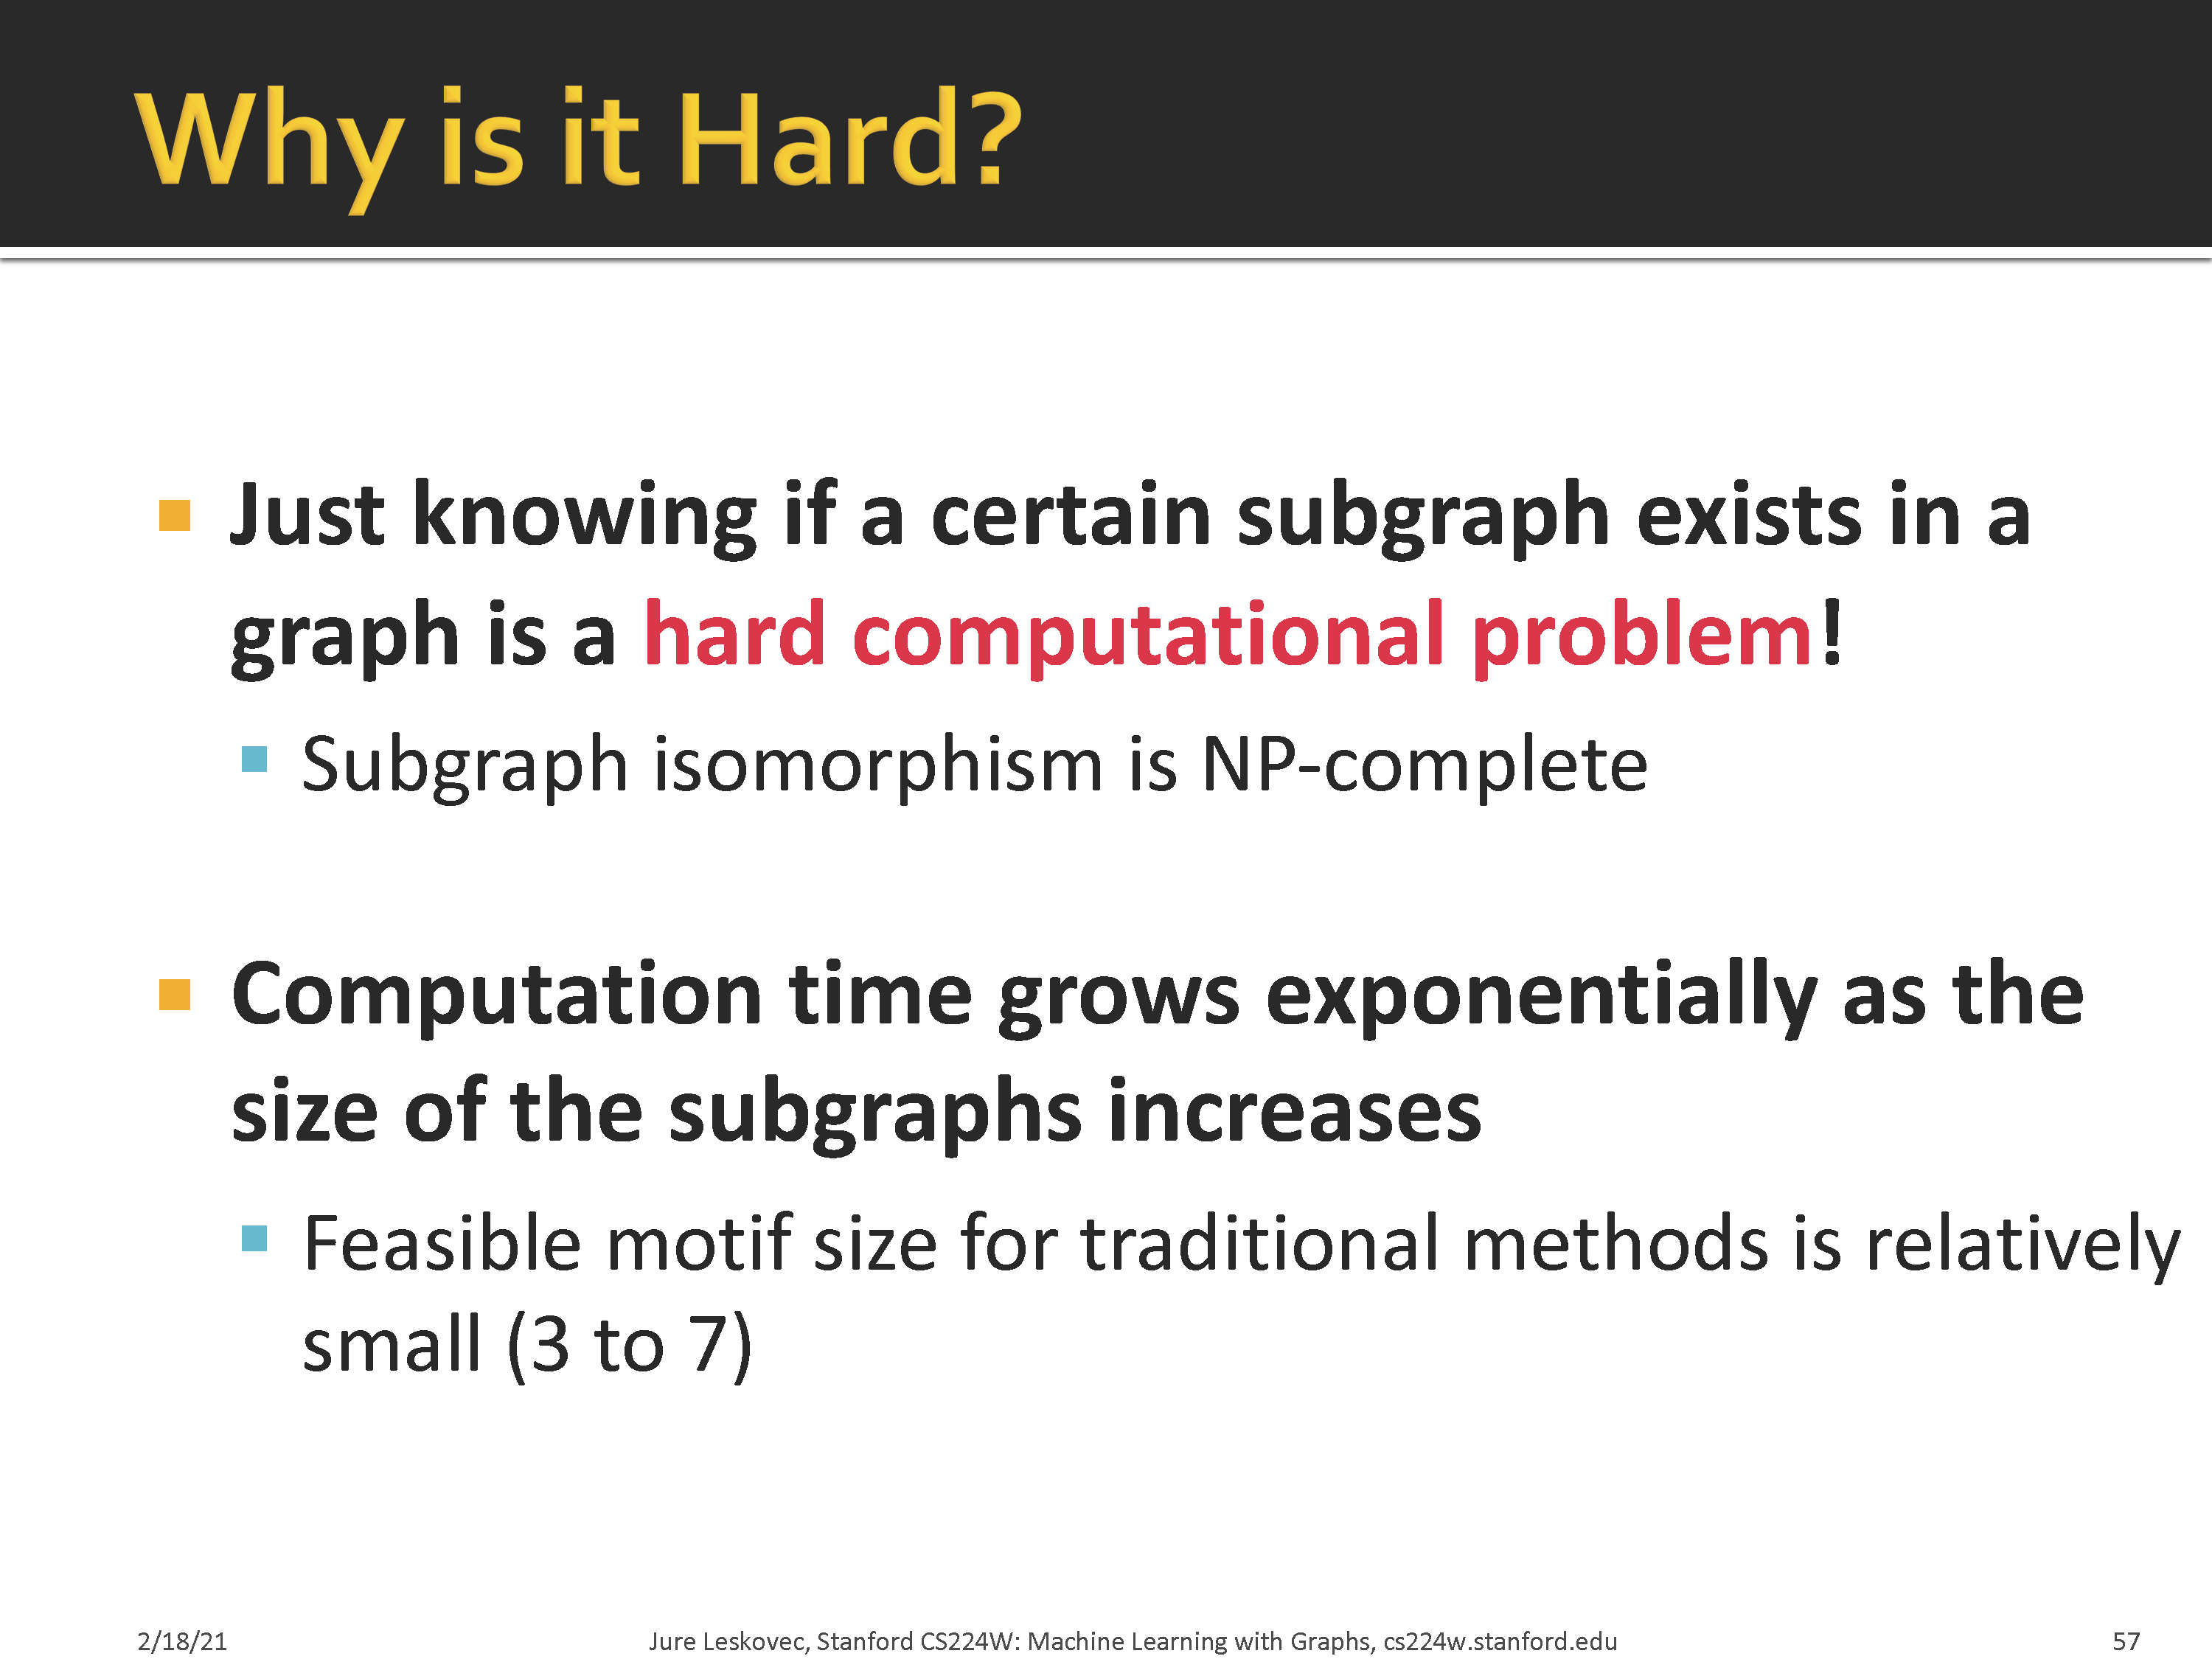 Why is it Hard?
Just knowing if a certain subgraph exists in a
graph is a hard computational problem!
Subgraph isomorphism is NP-complete
Computation time grows exponentially as the
size of the subgraphs increases
Feasible motif size for traditional methods is relatively
small (3 to 7)
2/18/21
Jure Leskovec, Stanford CS224W: Machine Learning with Graphs, cs224w.stanford.edu
57